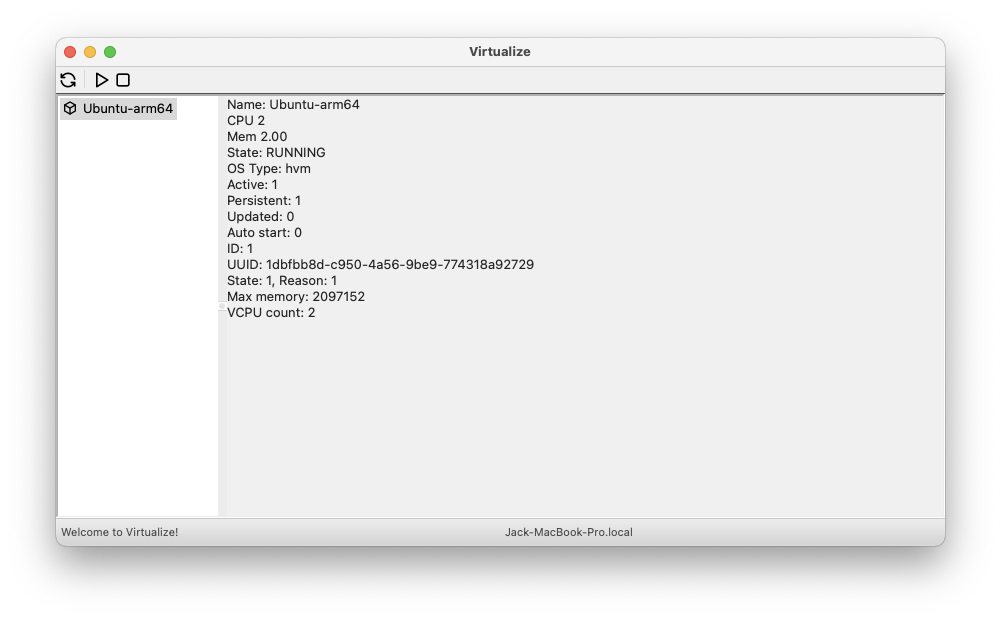 Virtualize
Ubuntu-arm64
Name: Ubuntu-arm64
CPU 2
Mem 2.00
State: RUNNING
OS Type: hvm
Active: 1
Persistent: 1
Updated: 0
Auto start: 0
ID: 1
UUID: 1dbfbb8d-c950-4a56-9be9-774318a92729
State: 1, Reason: 1
Max memory: 2097152
VCPU count: 2
Welcome to Virtualize!
Jack-MacBook-Pro.local